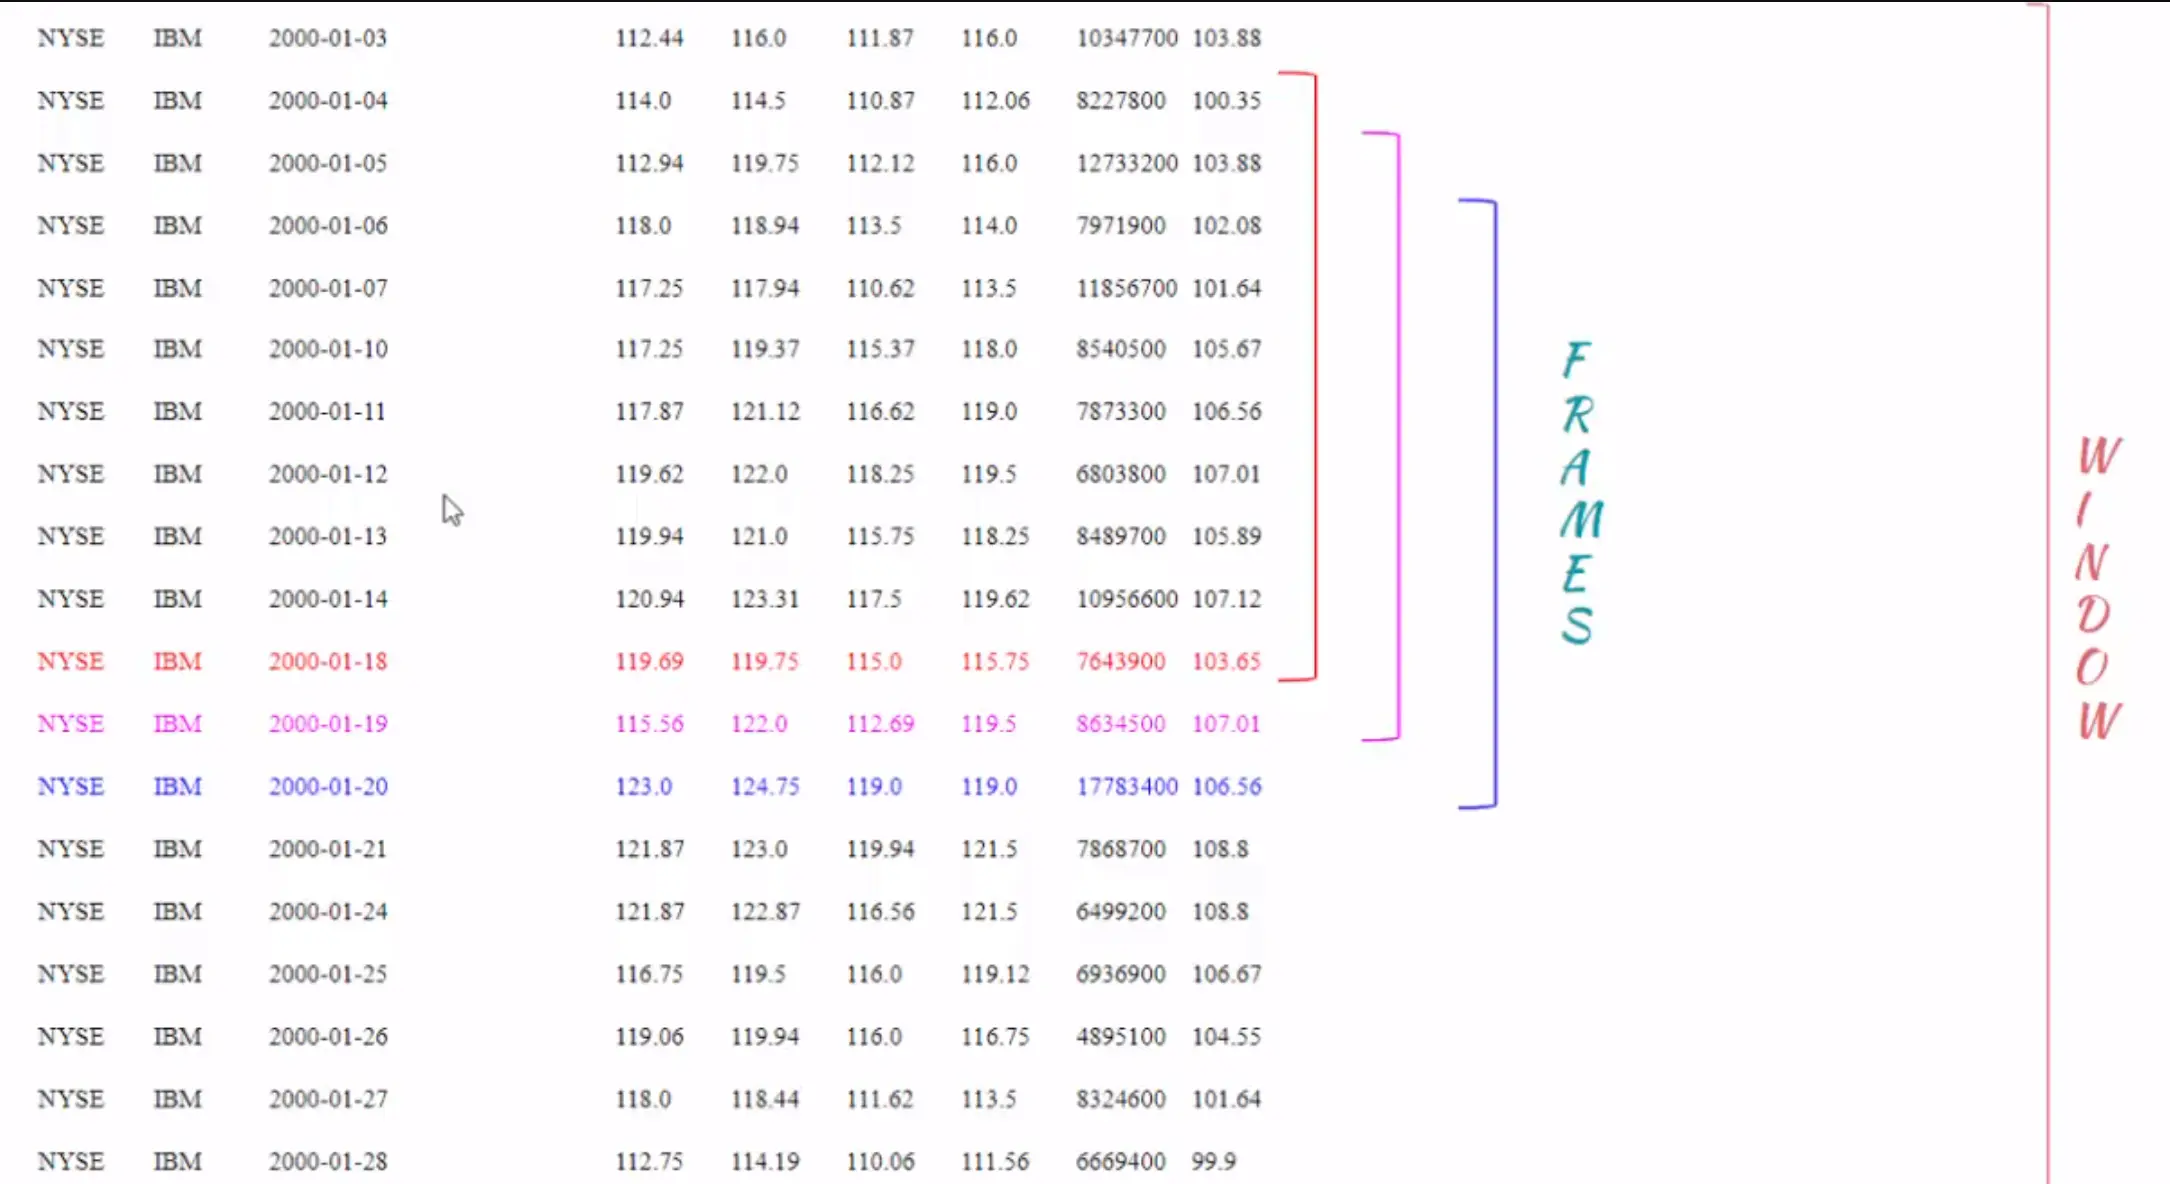 NYSE IBM 2000-01-03 112.44 116.0 111.87 116.0 10347700 103.88
NYSE IBM 2000-01-04 114.0 114.5 110.87 112.06 8227800 100.35
NYSE IBM 2000-01-05 112.94 119.75 112.12 116.0 12733200 103.88
NYSE IBM 2000-01-06 118.0 118.94 113.5 114.0 7971900 102.08
NYSE IBM 2000-01-07 117.25 117.94 110.62 113.5 11856700 101.64
NYSE IBM 2000-01-10 117.25 119.37 115.37 118.0 8540500 105.67
NYSE IBM 2000-01-11 117.87 121.12 116.62 119.0 7873300 106.56
NYSE IBM 2000-01-12 119.62 122.0 118.25 119.5 6803800 107.01
NYSE IBM 2000-01-13 119.94 121.0 115.75 118.25 8489700 105.89
NYSE IBM 2000-01-14 120.94 123.31 117.5 119.62 10956600 107.12
NYSE IBM 2000-01-18 119.69 119.75 115.0 115.75 7643900 103.65
NYSE IBM 2000-01-19 115.56 122.0 112.69 119.5 8634500 107.01
NYSE IBM 2000-01-20 123.0 124.75 119.0 119.0 17783400 106.56
NYSE IBM 2000-01-21 121.87 123.0 119.94 121.5 7868700 108.8
NYSE IBM 2000-01-24 121.87 122.87 116.56 121.5 6499200 108.8
NYSE IBM 2000-01-25 116.75 119.5 116.0 119.12 6936900 106.67
NYSE IBM 2000-01-26 119.06 119.94 116.0 116.75 4895100 104.55
NYSE IBM 2000-01-27 118.0 118.44 111.62 113.5 8324600 101.64
NYSE IBM 2000-01-28 112.75 114.19 110.06 111.56 6669400 99.9
FRAMES
WINDOW